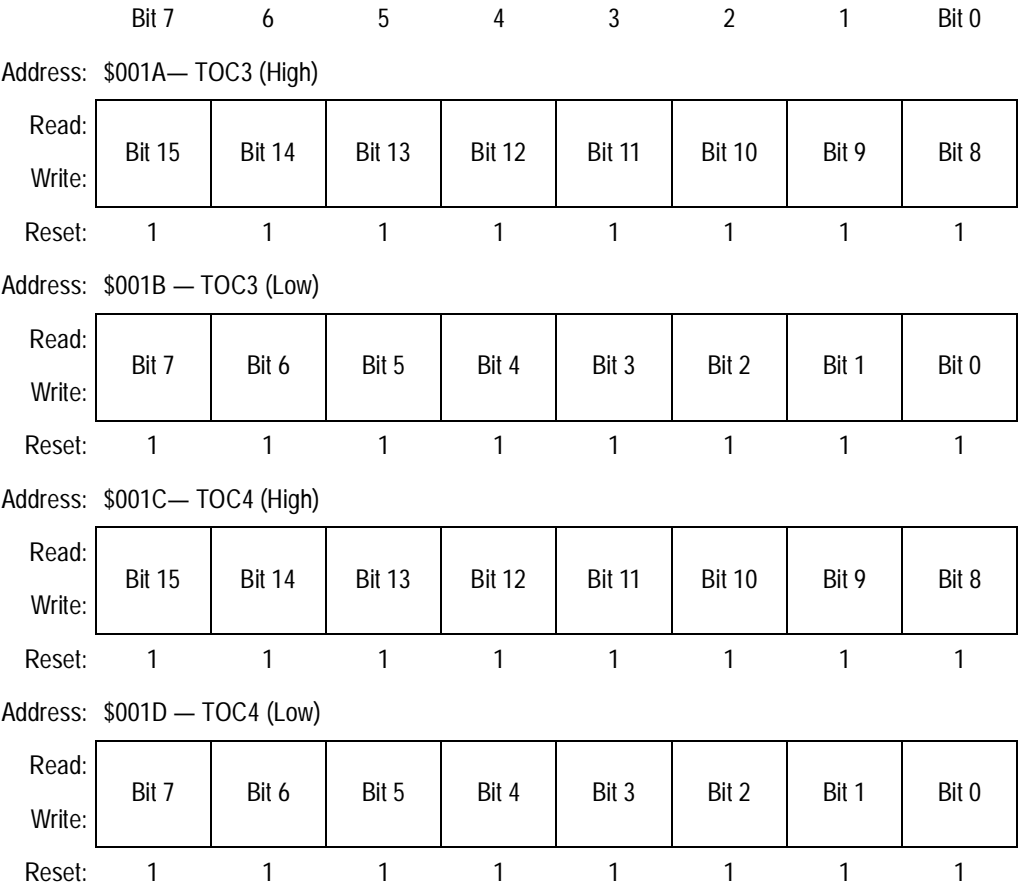 Bit 7 6 5 4 3 2 1 Bit 0
Address: $001A— TOC3 (High)
Read:
Bit 15 Bit 14 Bit 13 Bit 12 Bit 11 Bit 10 Bit 9 Bit 8
Write:
Reset: 1 1 1 1 1 1 1 1
Address: $001B — TOC3 (Low)
Read:
Bit 7 Bit 6 Bit 5 Bit 4 Bit 3 Bit 2 Bit 1 Bit 0
Write:
Reset: 1 1 1 1 1 1 1 1
Address: $001C— TOC4 (High)
Read:
Bit 15 Bit 14 Bit 13 Bit 12 Bit 11 Bit 10 Bit 9 Bit 8
Write:
Reset: 1 1 1 1 1 1 1 1
Address: $001D — TOC4 (Low)
Read:
Bit 7 Bit 6 Bit 5 Bit 4 Bit 3 Bit 2 Bit 1 Bit 0
Write:
Reset: 1 1 1 1 1 1 1 1